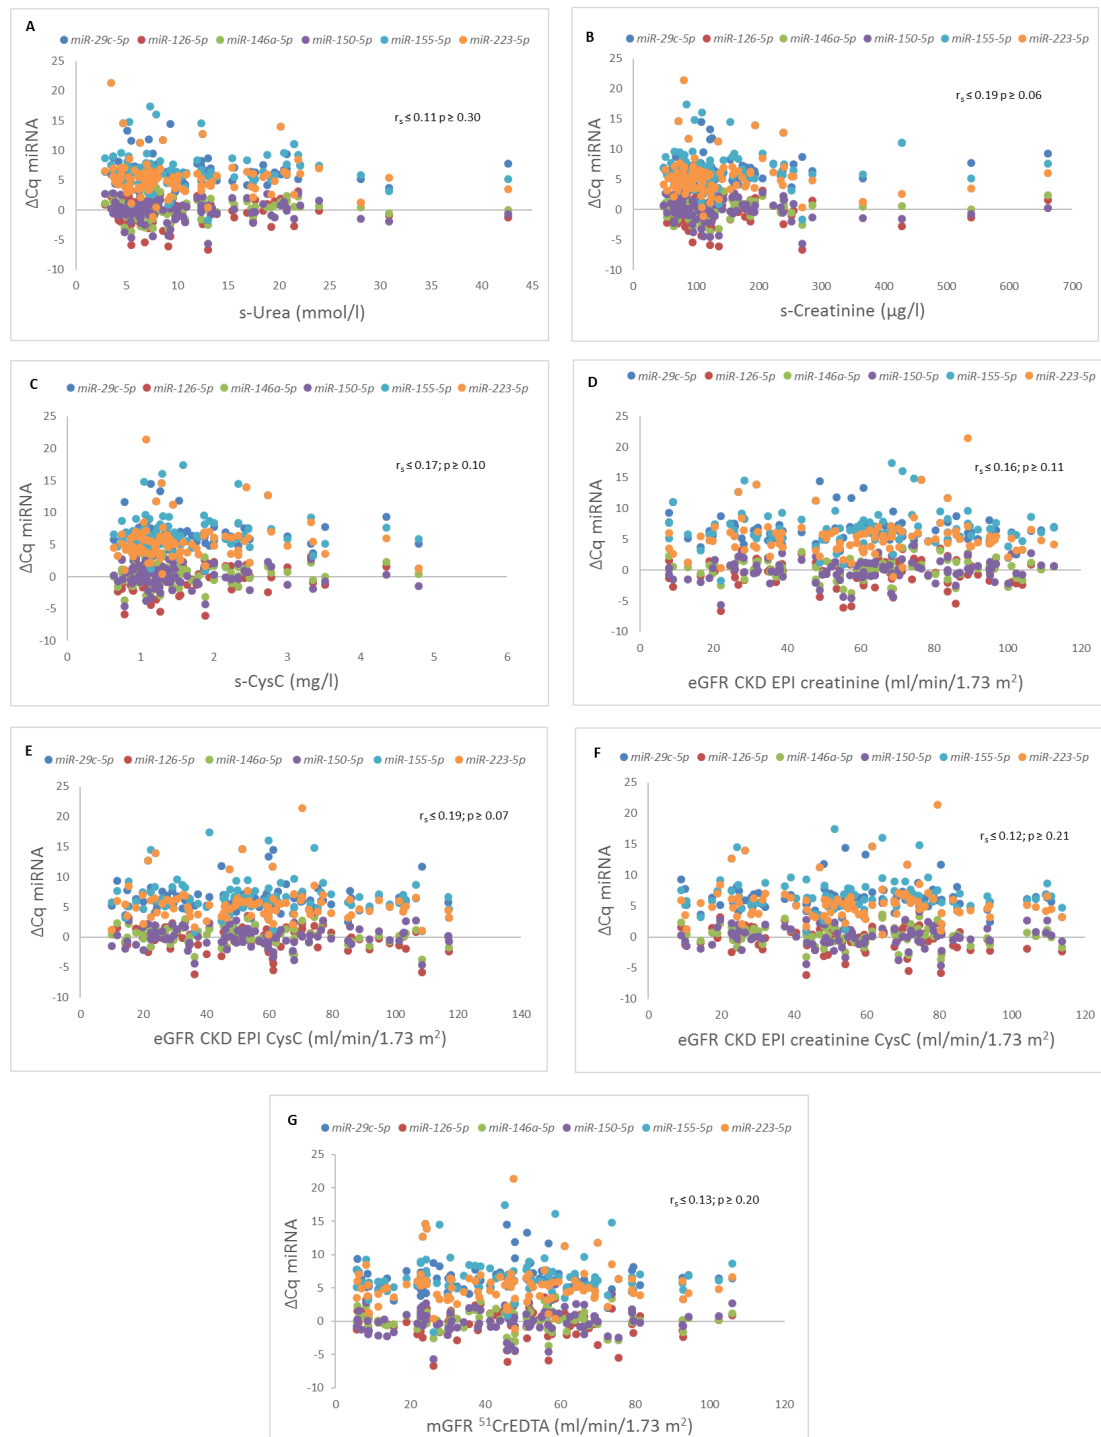 A
miR-29c-5p miR-126-5p miR-146a-5p miR-150-5p miR-155-5p miR-223-5p
25
20
15
10
5
0
-5
-10
ΔCq miRNA
rs ≤ 0.11 p ≥ 0.30
0 5 10 15 20 25 30 35 40 45
s-Urea (mmol/l)
B
miR-29c-5p miR-126-5p miR-146a-5p miR-150-5p miR-155-5p miR-223-5p
25
20
15
10
5
0
-5
-10
ΔCq miRNA
rs ≤ 0.19 p ≥ 0.06
0 100 200 300 400 500 600 700
s-Creatinine (µg/l)
C
miR-29c-5p miR-126-5p miR-146a-5p miR-150-5p miR-155-5p miR-223-5p
25
20
15
10
5
0
-5
-10
ΔCq miRNA
rs ≤ 0.17; p ≥ 0.10
0 1 2 3 4 5 6
s-CysC (mg/l)
D
miR-29c-5p miR-126-5p miR-146a-5p miR-150-5p miR-155-5p miR-223-5p
25
20
15
10
5
0
-5
-10
ΔCq miRNA
rs ≤ 0.16; p ≥ 0.11
0 20 40 60 80 100 120
eGFR CKD EPI creatinine (ml/min/1.73 m²)
E
miR-29c-5p miR-126-5p miR-146a-5p miR-150-5p miR-155-5p miR-223-5p
25
20
15
10
5
0
-5
-10
ΔCq miRNA
rs ≤ 0.19; p ≥ 0.07
0 20 40 60 80 100 120 140
eGFR CKD EPI CysC (ml/min/1.73 m²)
F
miR-29c-5p miR-126-5p miR-146a-5p miR-150-5p miR-155-5p miR-223-5p
25
20
15
10
5
0
-5
-10
ΔCq miRNA
rs ≤ 0.12; p ≥ 0.21
0 20 40 60 80 100 120
eGFR CKD EPI creatinine CysC (ml/min/1.73 m²)
G
miR-29c-5p miR-126-5p miR-146a-5p miR-150-5p miR-155-5p miR-223-5p
25
20
15
10
5
0
-5
-10
ΔCq miRNA
rs ≤ 0.13; p ≥ 0.20
0 20 40 60 80 100 120
mGFR ⁵¹CrEDTA (ml/min/1.73 m²)